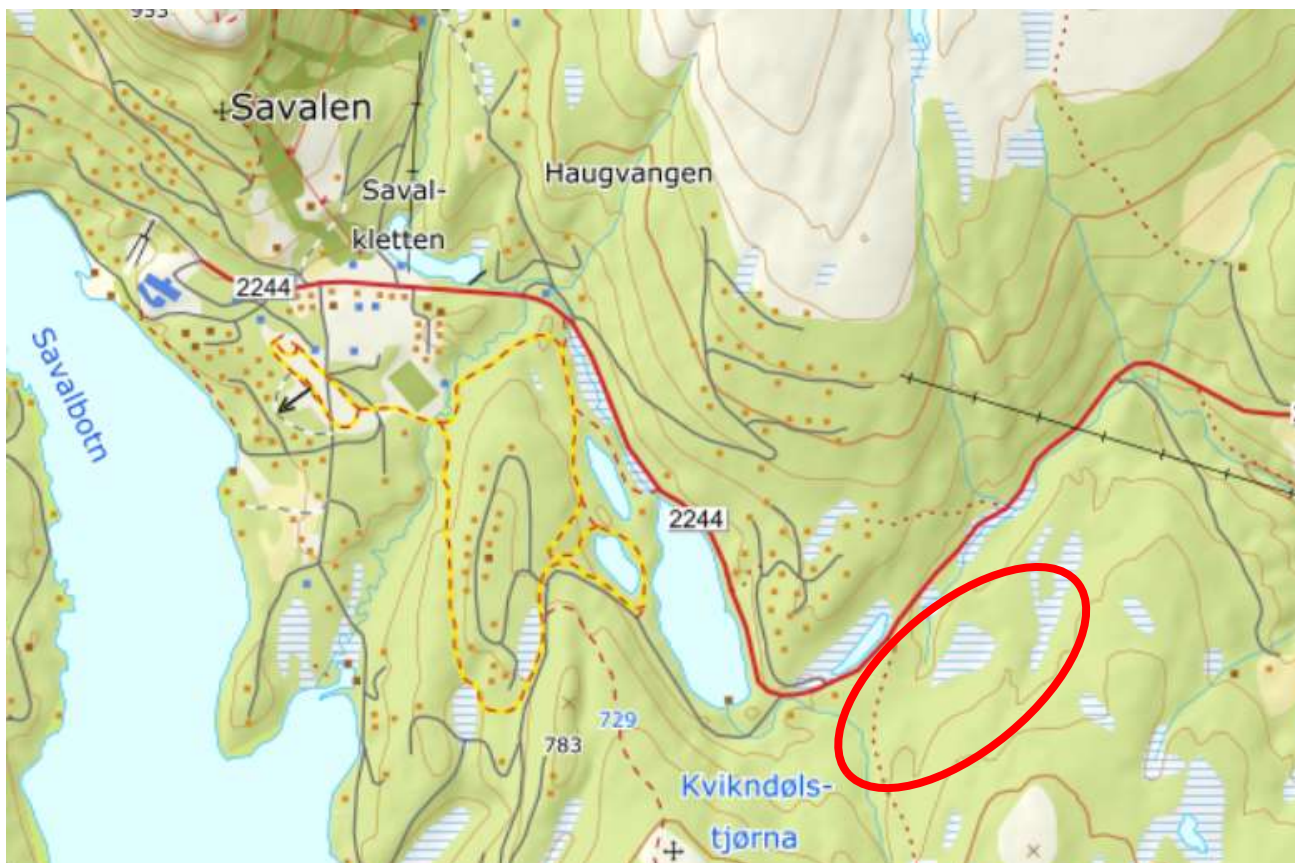 Savalen
Haugvangen
Saval-
kletten
2244
Savalbotn
2244
729
783
Kvikndøls-
tjørna